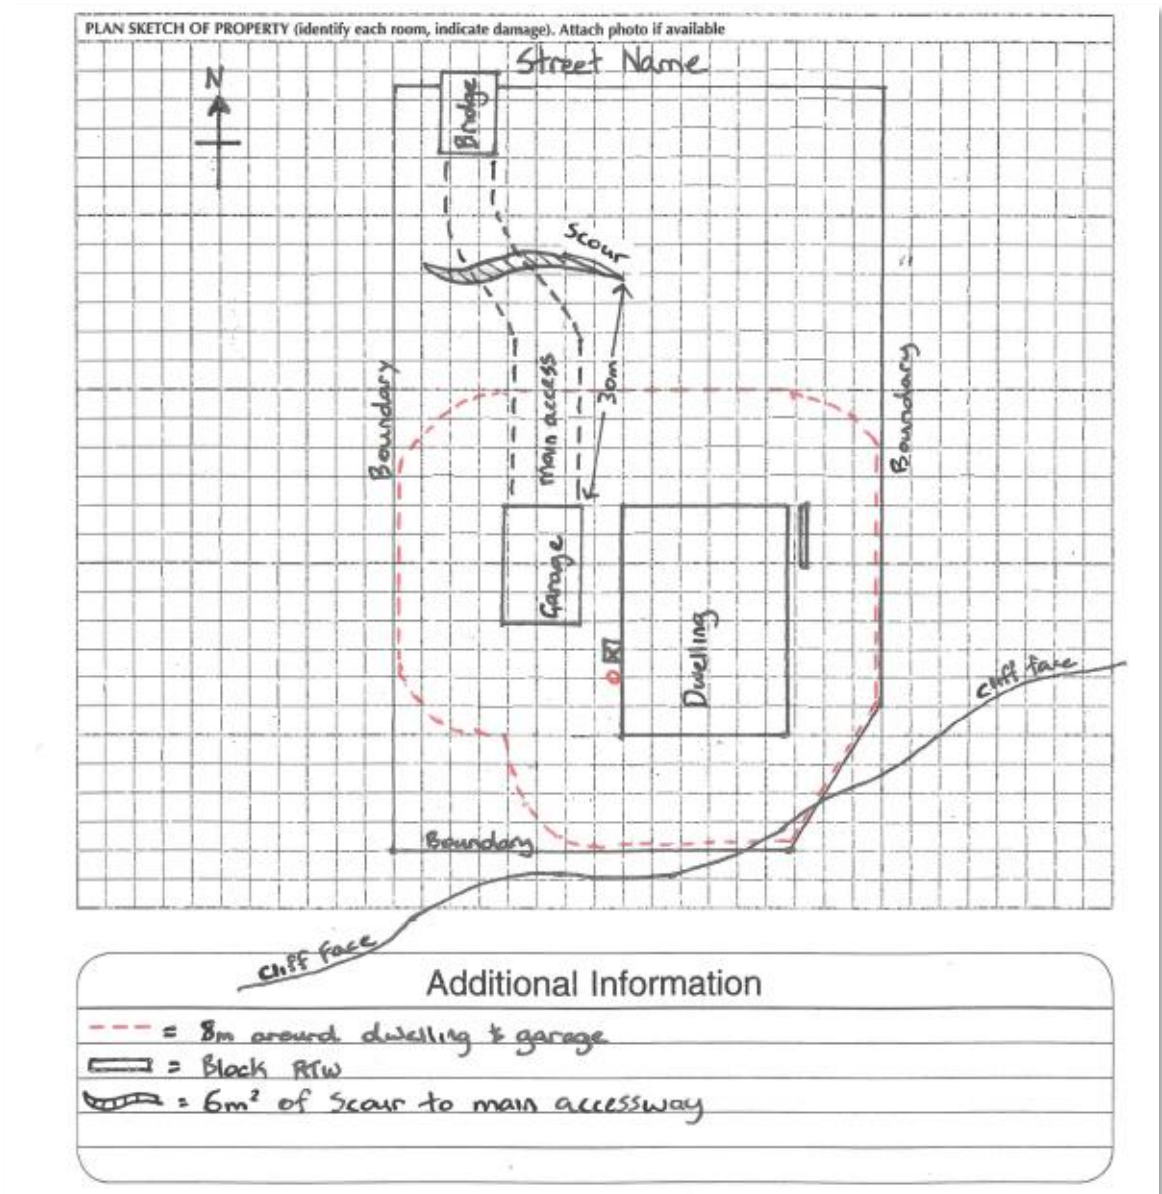 PLAN SKETCH OF PROPERTY (identify each room, indicate damage). Attach photo if available
Street Name
N
Bridge
Scour
Boundary
main access
30m
Boundary
Garage
Dwelling
Cliff face
Boundary
Cliff face
Additional Information
= 8m around dwelling & garage
= Block RTW
= 6m² of Scour to main accessway